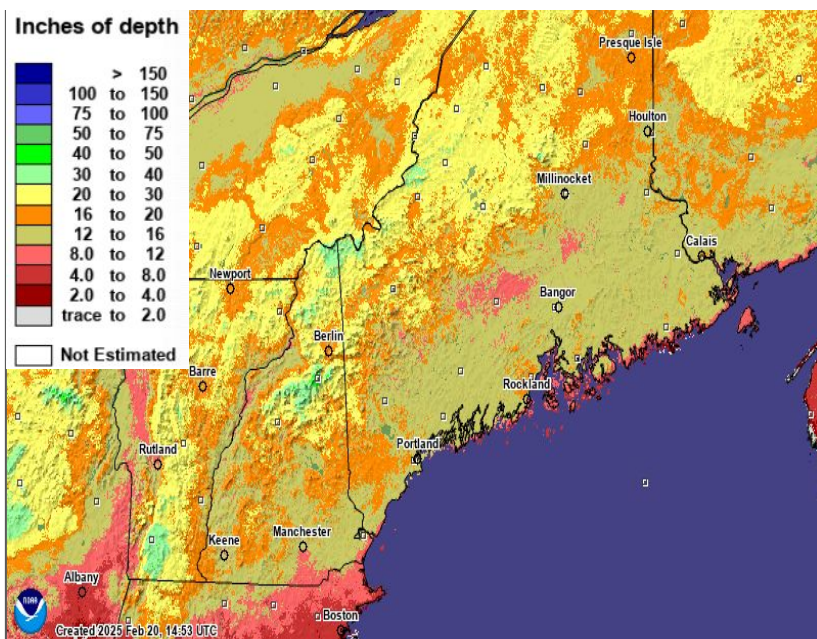 Inches of depth
> 150
100 to 150
75 to 100
50 to 75
40 to 50
30 to 40
20 to 30
16 to 20
12 to 16
8.0 to 12
4.0 to 8.0
2.0 to 4.0
trace to 2.0
Not Estimated
Presque Isle
Houlton
Millinocket
Calais
Newport
Bangor
Berlin
Barre
Rockland
Portland
Rutland
Manchester
Keene
Albany
NOAA
Boston
Created 2025 Feb 20, 14:53 UTC